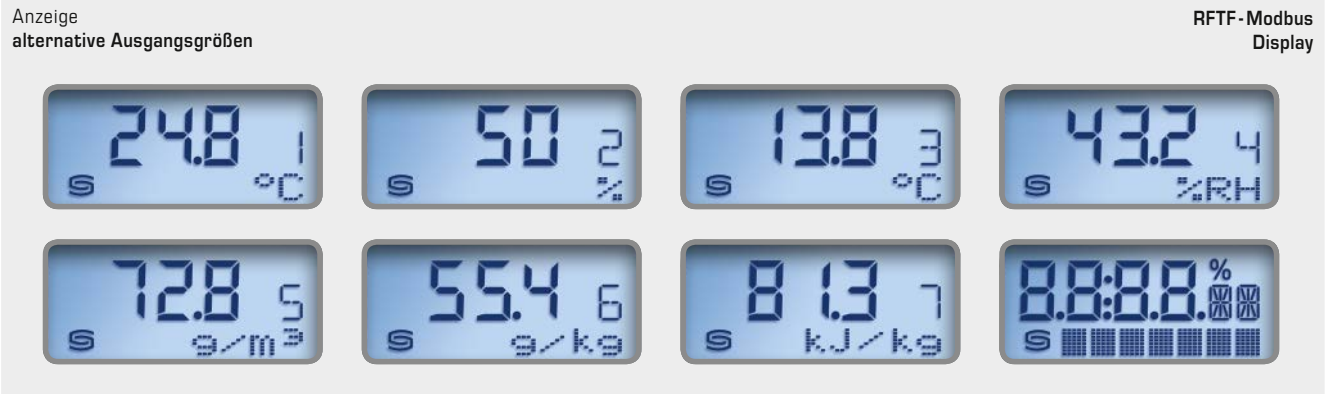 Anzeige
alternative Ausgangsgrößen
RFTF-Modbus
Display
24.8 1
°C
50 2
%
13.8 3
°C
43.2 4
%RH
72.8 5
g/m³
55.4 6
g/kg
81.3 7
kJ/kg
8.8:8.8.%